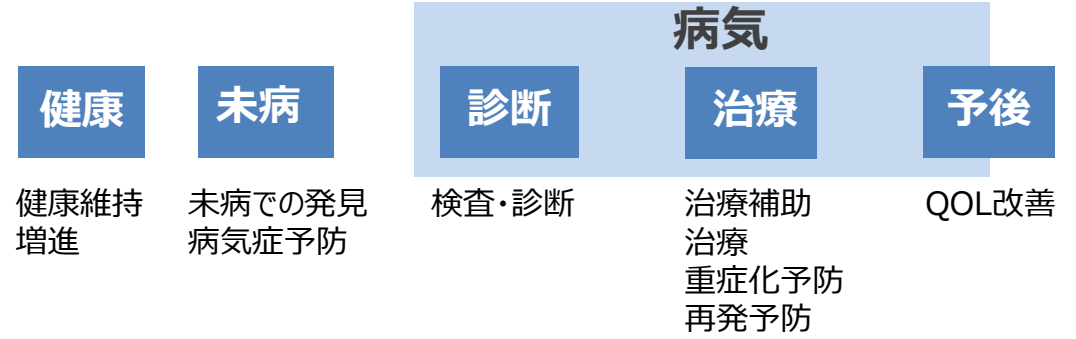 病気
健康
未病
診断
治療
予後
健康維持
増進
未病での発見
病気症予防
検査・診断
治療補助
治療
重症化予防
再発予防
QOL改善